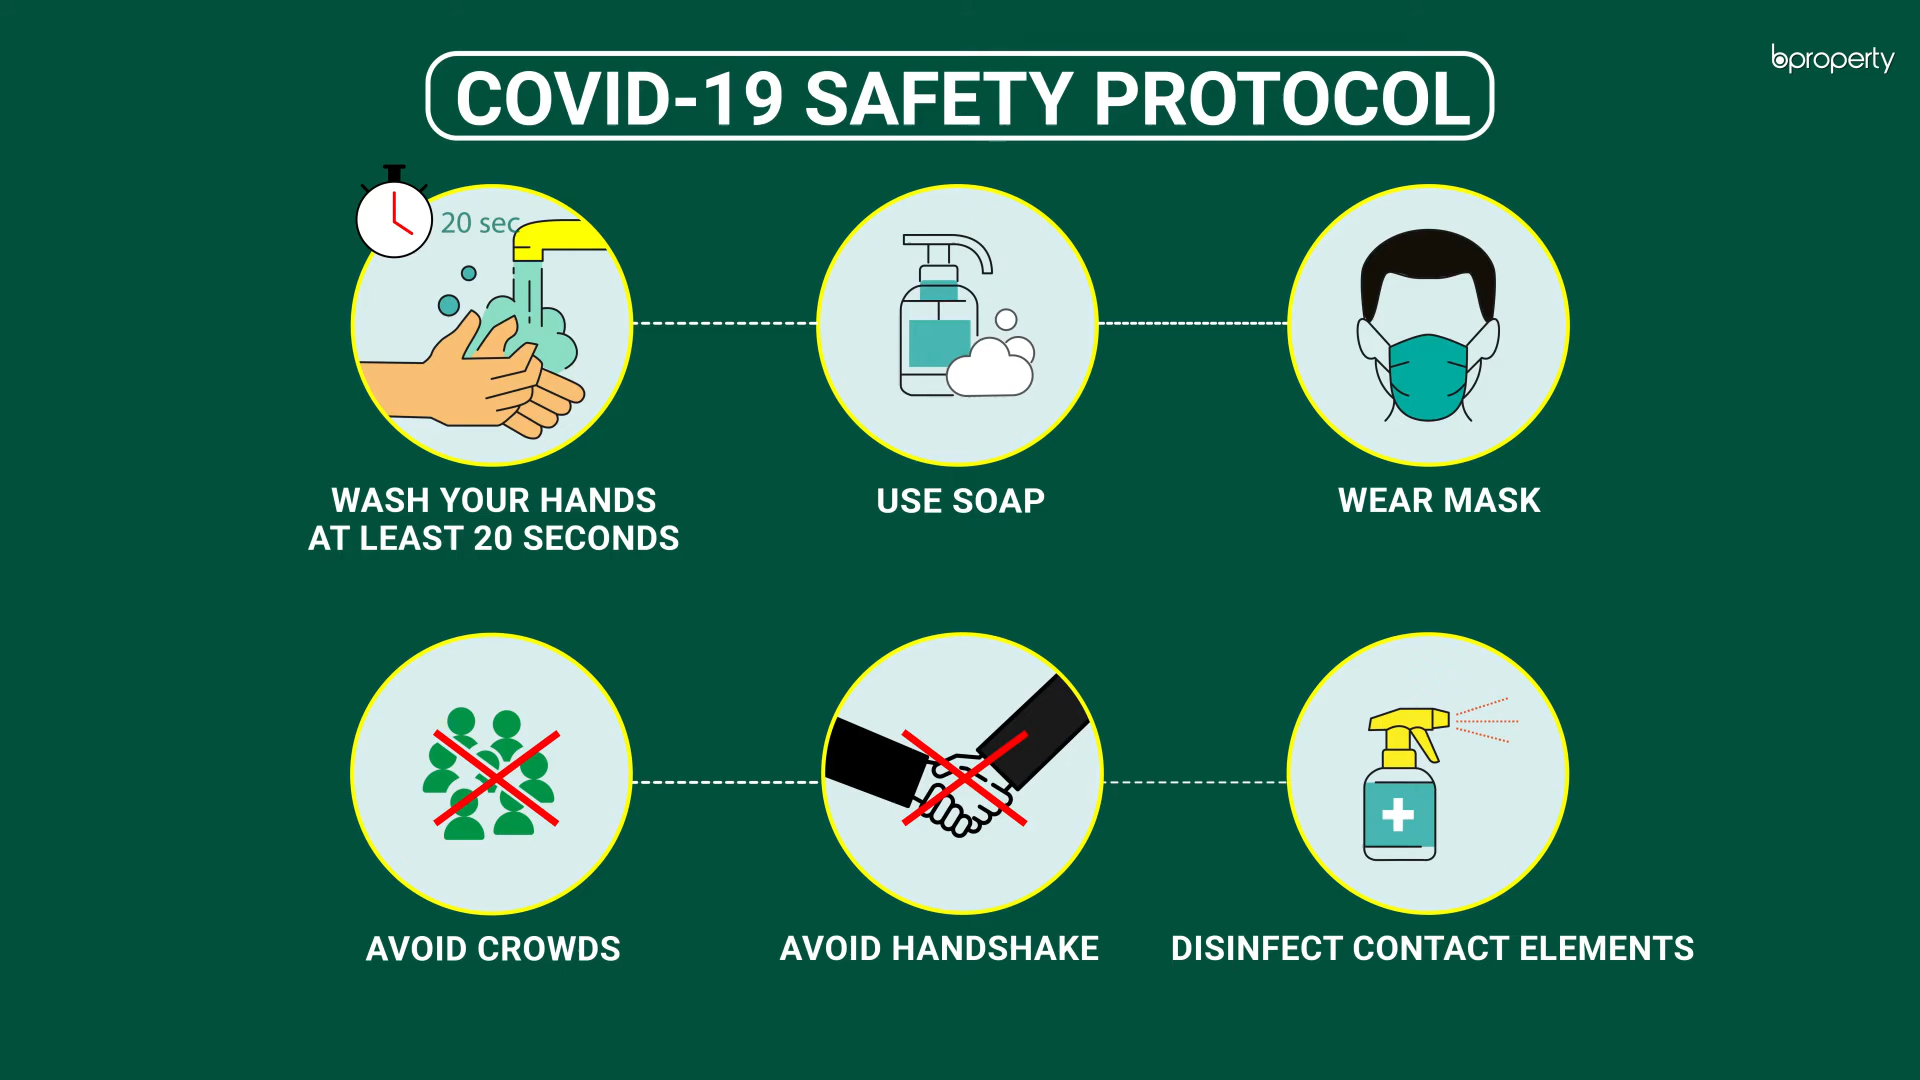 bproperty
COVID-19 SAFETY PROTOCOL
20 sec
WASH YOUR HANDS
AT LEAST 20 SECONDS
USE SOAP
WEAR MASK
AVOID CROWDS
AVOID HANDSHAKE
DISINFECT CONTACT ELEMENTS